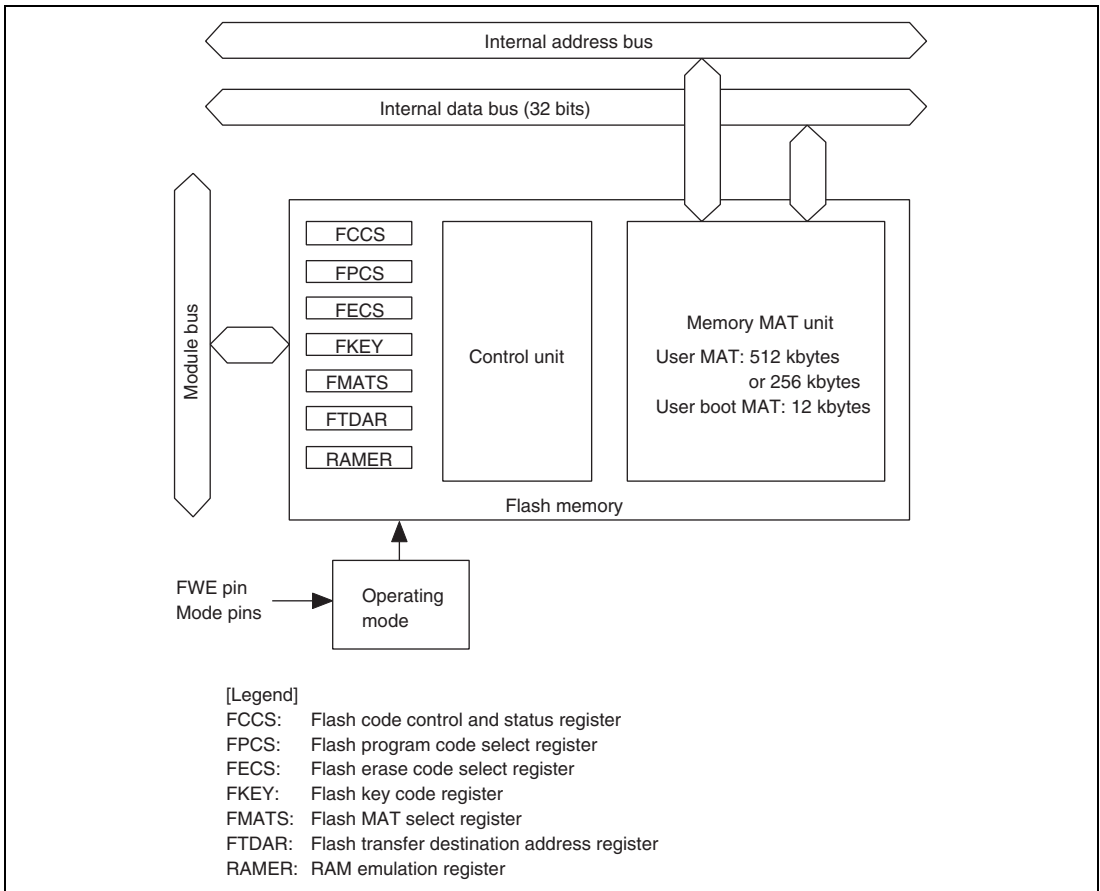 Internal address bus
Internal data bus (32 bits)
Module bus
FCCS
FPCS
FECS
FKEY
FMATS
FTDAR
RAMER
Control unit
Memory MAT unit
User MAT: 512 kbytes
or 256 kbytes
User boot MAT: 12 kbytes
Flash memory
FWE pin
Mode pins
Operating
mode
[Legend]
FCCS: Flash code control and status register
FPCS: Flash program code select register
FECS: Flash erase code select register
FKEY: Flash key code register
FMATS: Flash MAT select register
FTDAR: Flash transfer destination address register
RAMER: RAM emulation register